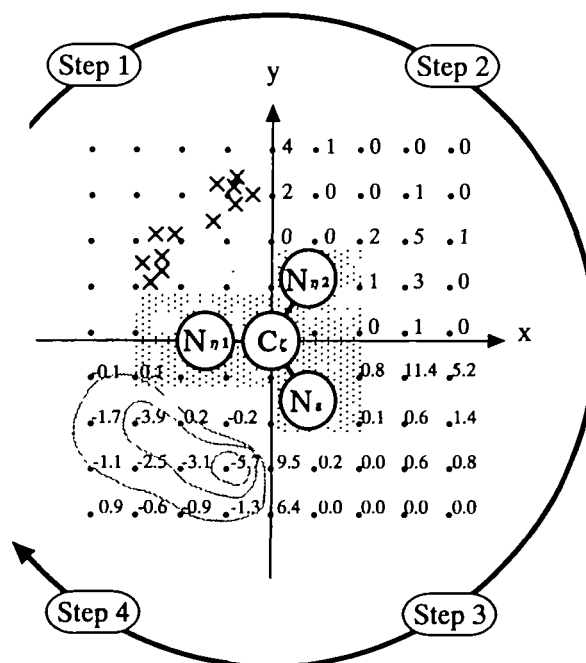 Step 1
Step 2
y
4 1 0 0 0
2 0 0 1 0
0 0 2 5 1
Nη2 1 3 0
0 1 0
Nη1 Cζ x
-0.1 0.1 0.8 11.4 5.2
Nε
-1.7 -3.9 0.2 -0.2 0.1 0.6 1.4
-1.1 -2.5 -3.1 -5.7 9.5 0.2 0.0 0.6 0.8
0.9 -0.6 -0.9 -1.3 6.4 0.0 0.0 0.0 0.0
Step 4
Step 3